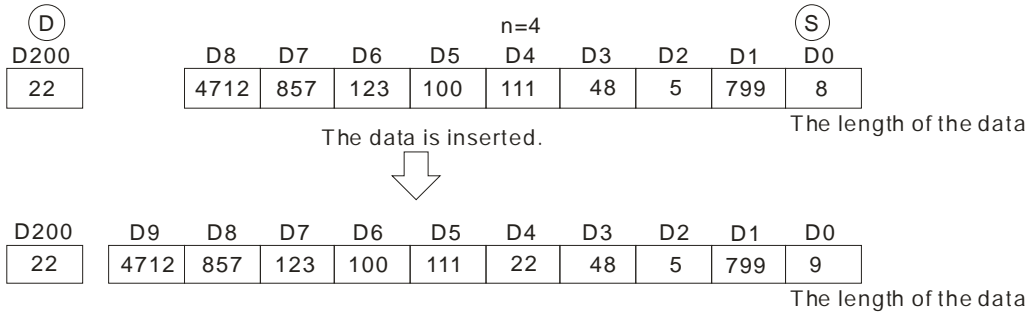 D n=4 S
D200 D8 D7 D6 D5 D4 D3 D2 D1 D0
22 4712 857 123 100 111 48 5 799 8
The length of the data
The data is inserted.
D200 D9 D8 D7 D6 D5 D4 D3 D2 D1 D0
22 4712 857 123 100 111 22 48 5 799 9
The length of the data